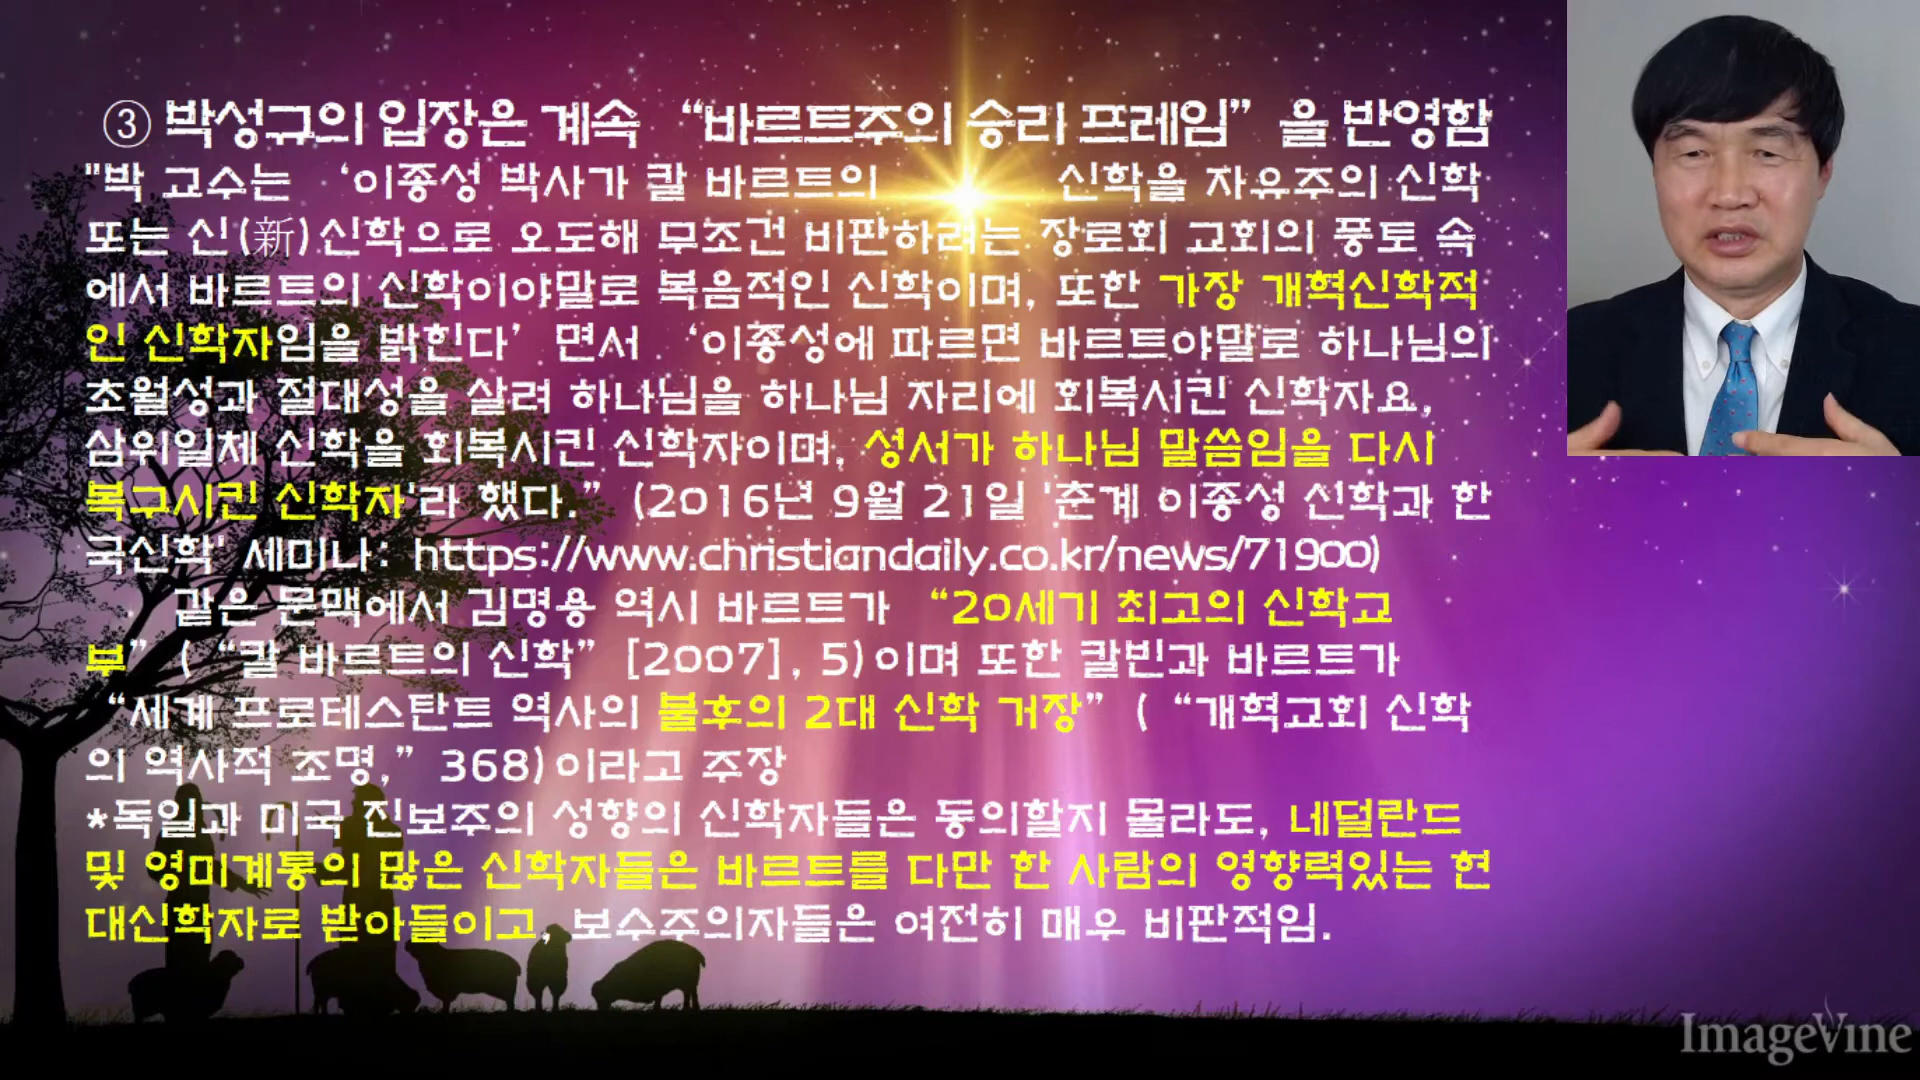 ③ 박성규의 입장은 계속 “바르트주의 승리 프레임”을 반영함
"박 교수는 ‘이종성 박사가 칼 바르트의 신학을 자유주의 신학
또는 신(新)신학으로 오도해 무조건 비판하려는 장로회 교회의 풍토 속
에서 바르트의 신학이야말로 복음적인 신학이며, 또한 가장 개혁신학적
인 신학자임을 밝힌다’면서 ‘이종성에 따르면 바르트야말로 하나님의
초월성과 절대성을 살려 하나님을 하나님 자리에 회복시킨 신학자요,
삼위일체 신학을 회복시킨 신학자이며, 성서가 하나님 말씀임을 다시
복구시킨 신학자'라 했다.” (2016년 9월 21일 '춘계 이종성 신학과 한
국신학' 세미나: https://www.christiandaily.co.kr/news/71900)
같은 문맥에서 김명용 역시 바르트가 “20세기 최고의 신학교
부” (“칼 바르트의 신학” [2007], 5)이며 또한 칼빈과 바르트가
“세계 프로테스탄트 역사의 불후의 2대 신학 거장” (“개혁교회 신학
의 역사적 조명,” 368)이라고 주장
*독일과 미국 진보주의 성향의 신학자들은 동의할지 몰라도, 네덜란드
및 영미계통의 많은 신학자들은 바르트를 다만 한 사람의 영향력있는 현
대신학자로 받아들이고, 보수주의자들은 여전히 매우 비판적임.
ImageVine